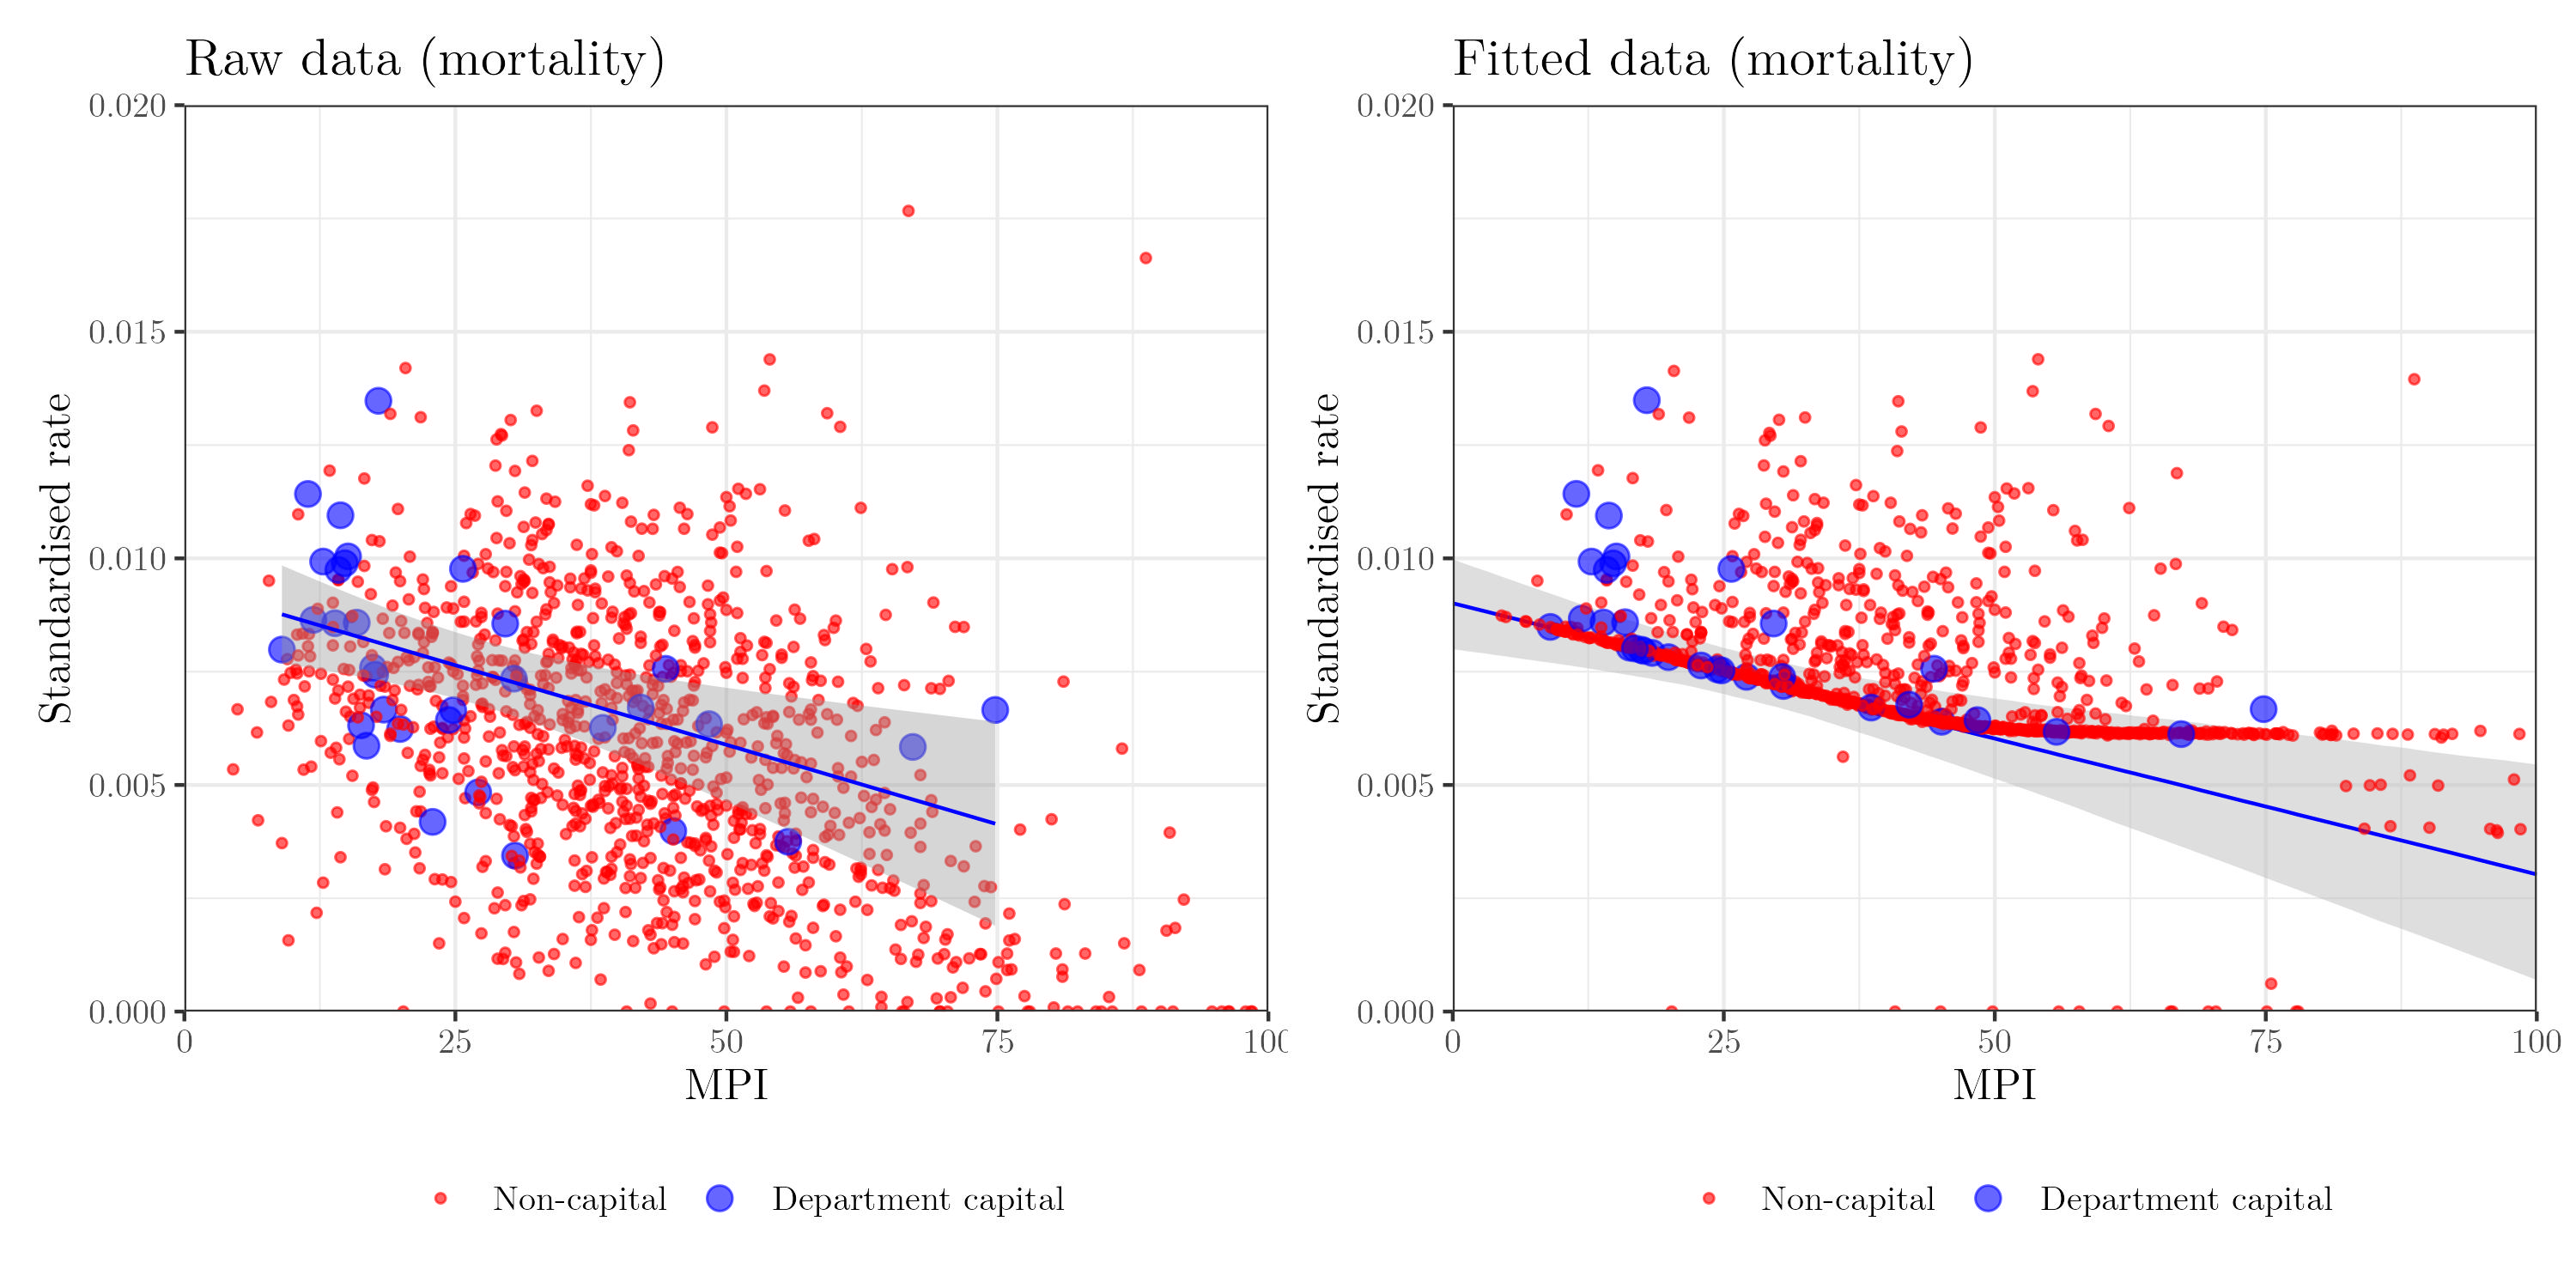 Raw data (mortality)
0.020
0.015
0.010
0.005
0.000
0
25
50
75
100
Standardised rate
MPI
Non-capital
Department capital
Fitted data (mortality)
0.020
0.015
0.010
0.005
0.000
0
25
50
75
100
Standardised rate
MPI
Non-capital
Department capital